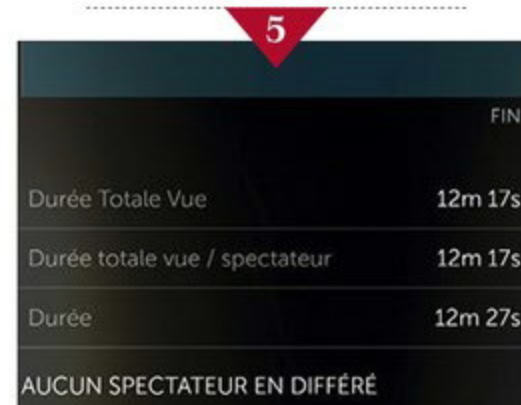 5
FIN
Durée Totale Vue 12m 17s
Durée totale vue / spectateur 12m 17s
Durée 12m 27s
AUCUN SPECTATEUR EN DIFFÉRÉ